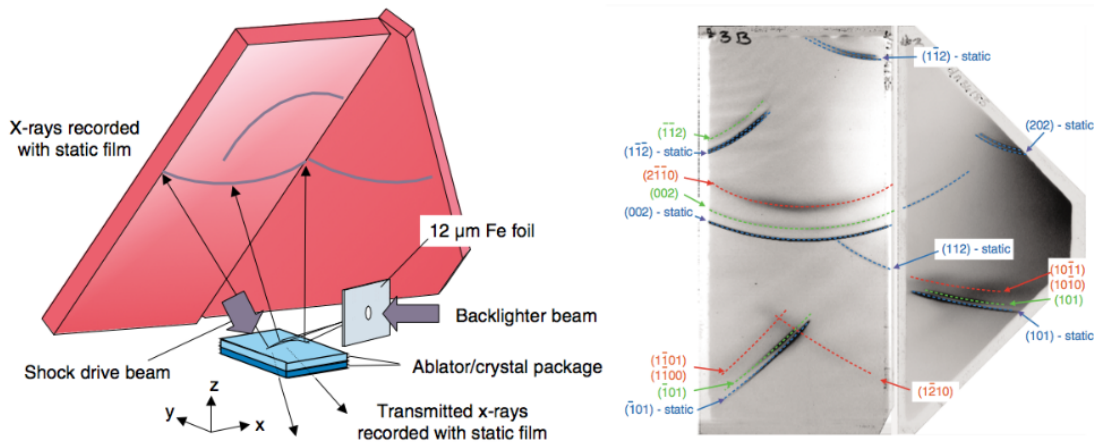 X-rays recorded
with static film
12 μm Fe foil
Backlighter beam
Shock drive beam
Ablator/crystal package
Transmitted x-rays
recorded with static film
z
y
x
3B
(11̅2) - static
(202) - static
(1̅1̅2)
(11̅2̅) - static
(21̅1̅0)
(002)
(002) - static
(112) - static
(101̅1)
(101̅0)
(101)
(101) - static
(11̅01)
(11̅00)
(1̅01)
(1̅01) - static
(12̅10)